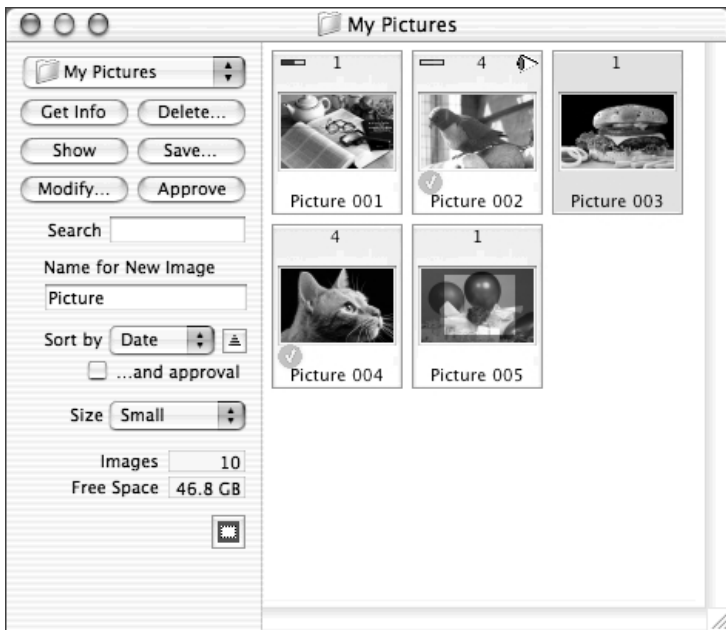 My Pictures
My Pictures
Get Info Delete...
Show Save...
Modify... Approve
Search
Name for New Image
Picture
Sort by Date
...and approval
Size Small
Images 10
Free Space 46.8 GB
1 4 1
Picture 001 Picture 002 Picture 003
4 1
Picture 004 Picture 005